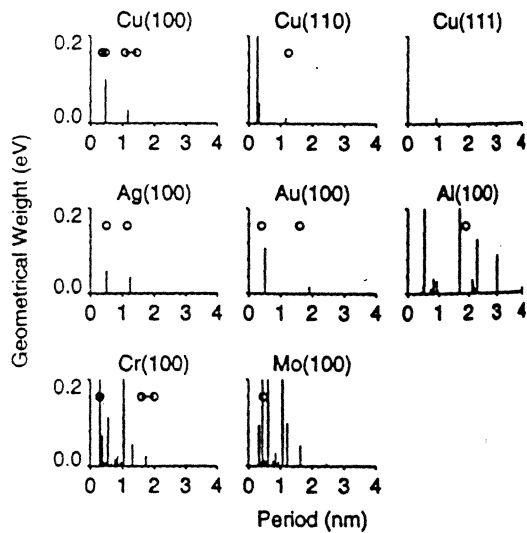 Cu(100) Cu(110) Cu(111)
0.2
0.0
0 1 2 3 4 0 1 2 3 4 0 1 2 3 4
Geometrical Weight (eV)
Ag(100) Au(100) Al(100)
0.2
0.0
0 1 2 3 4 0 1 2 3 4 0 1 2 3 4
Cr(100) Mo(100)
0.2
0.0
0 1 2 3 4 0 1 2 3 4
Period (nm)